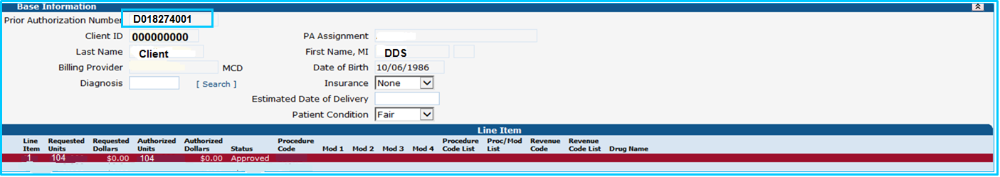 Base Information
Prior Authorization Number D018274001
Client ID 000000000 PA Assignment
Last Name Client First Name, MI DDS
Billing Provider MCD Date of Birth 10/06/1986
Diagnosis [ Search ] Insurance None
Estimated Date of Delivery
Patient Condition Fair
Line Item
Line Item Requested Units Requested Dollars Authorized Units Authorized Dollars Status Procedure Code Mod 1 Mod 2 Mod 3 Mod 4 Procedure Code List Proc/Mod List Revenue Code Revenue Code List Drug Name
1 104 $0.00 104 $0.00 Approved